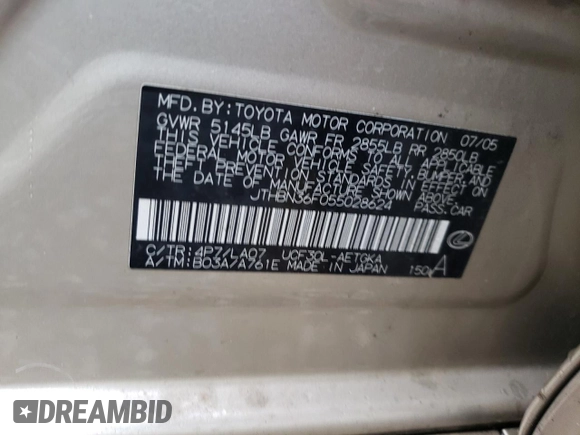 MFD. BY: TOYOTA MOTOR CORPORATION 07/05
GVWR 5145LB GAWR FR 2855LB RR 2850LB
THIS VEHICLE CONFORMS TO ALL APPLICABLE
FEDERAL MOTOR VEHICLE SAFETY, BUMPER, AND THEFT
PREVENTION STANDARDS IN EFFECT ON THE DATE OF
MANUFACTURE SHOWN ABOVE.
JTHBN36F055028624 PASS. CAR
C/TR: 4P7/LA07 UCF30L-AETGKA
A/TM: B03A/A761E MADE IN JAPAN 150 A
DREAMBID